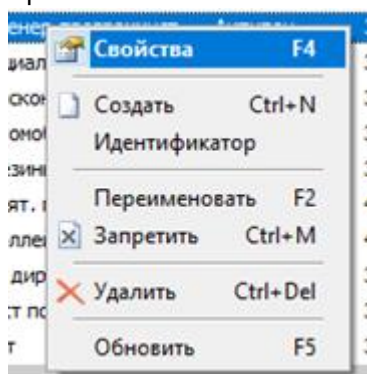 Свойства F4
Создать Ctrl+N
Идентификатор
Переименовать F2
Запретить Ctrl+M
Удалить Ctrl+Del
Обновить F5